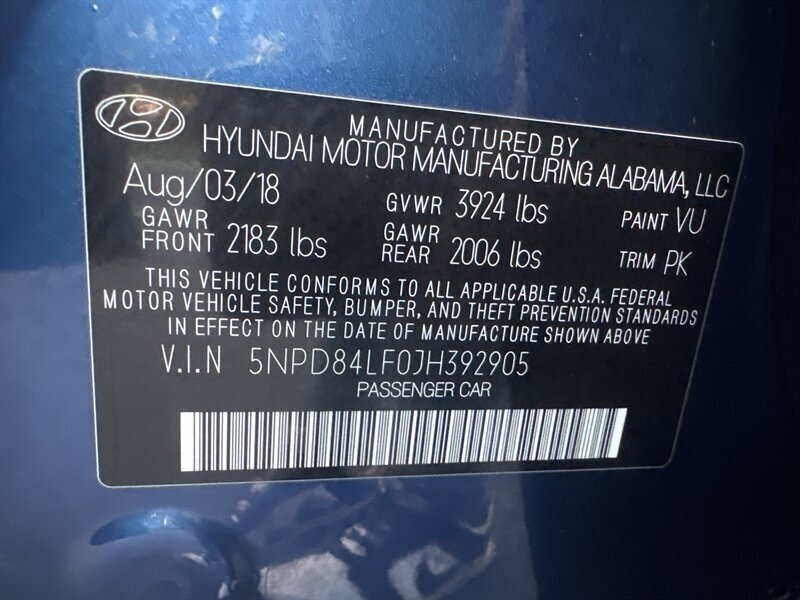 MANUFACTURED BY
HYUNDAI MOTOR MANUFACTURING ALABAMA, LLC
Aug/03/18 GVWR 3924 lbs PAINT VU
GAWR FRONT 2183 lbs GAWR REAR 2006 lbs TRIM PK
THIS VEHICLE CONFORMS TO ALL APPLICABLE U.S.A. FEDERAL
MOTOR VEHICLE SAFETY, BUMPER, AND THEFT PREVENTION STANDARDS
IN EFFECT ON THE DATE OF MANUFACTURE SHOWN ABOVE
V.I.N 5NPD84LF0JH392905
PASSENGER CAR